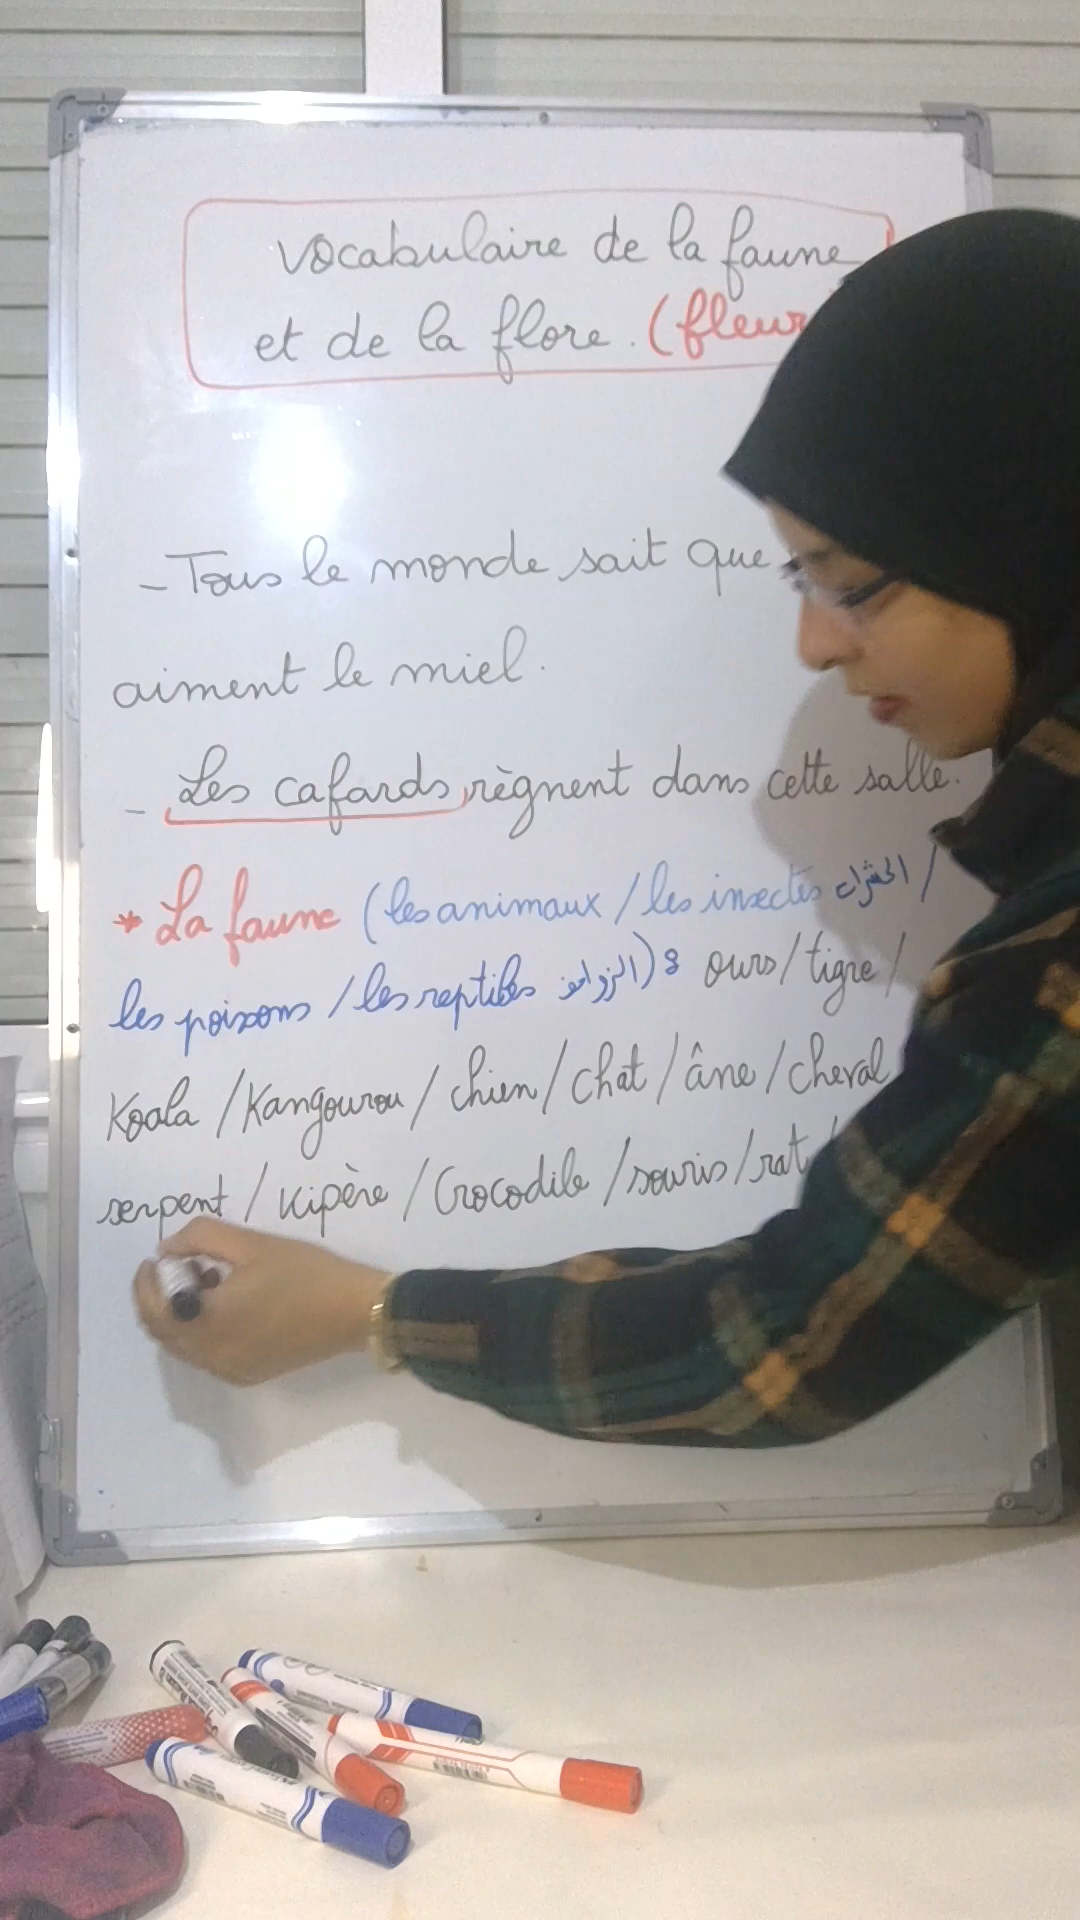 Vocabulaire de la faune
et de la flore. (fleur
- Tous le monde sait que
aiment le miel.
- Les cafards règnent dans cette salle.
* La faune (les animaux / les insectes الحشرات /
les poissons / les reptiles الزواحف) : ours / tigre /
Koala / Kangourou / chien / chat / âne / cheval
serpent / Vipère / Crocodile / souris / rat /